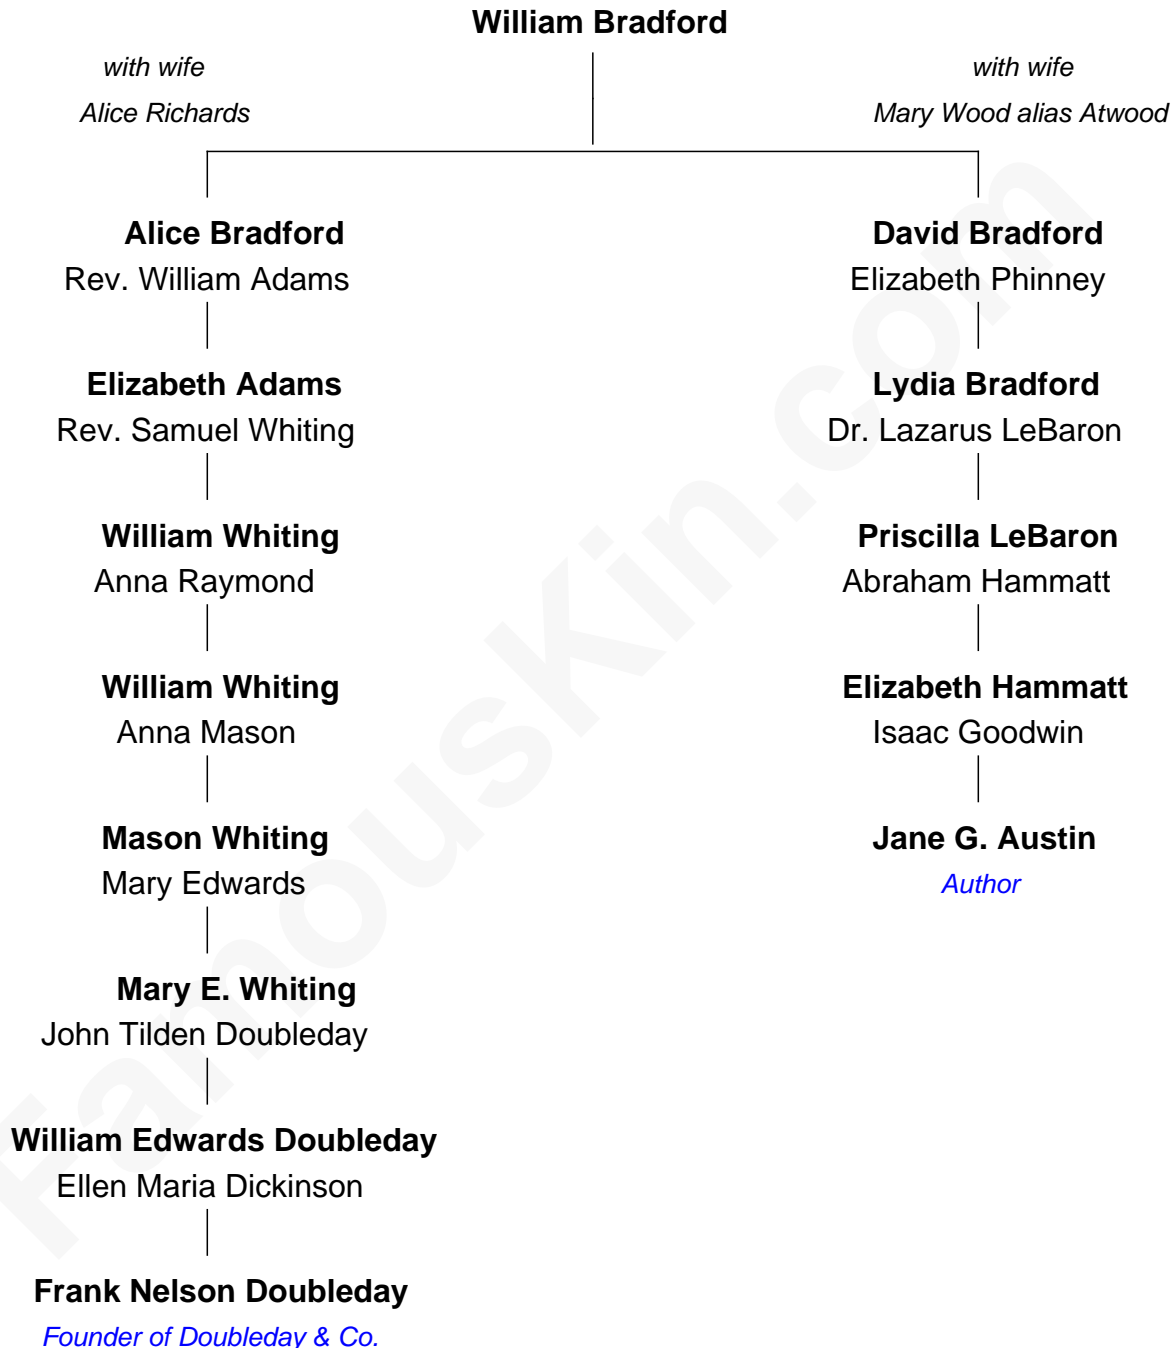 William Bradford
with wife
Alice Richards
with wife
Mary Wood alias Atwood
Alice Bradford
Rev. William Adams
David Bradford
Elizabeth Phinney
Elizabeth Adams
Rev. Samuel Whiting
Lydia Bradford
Dr. Lazarus LeBaron
William Whiting
Anna Raymond
Priscilla LeBaron
Abraham Hammatt
William Whiting
Anna Mason
Elizabeth Hammatt
Isaac Goodwin
Mason Whiting
Mary Edwards
Jane G. Austin
Author
Mary E. Whiting
John Tilden Doubleday
William Edwards Doubleday
Ellen Maria Dickinson
Frank Nelson Doubleday
Founder of Doubleday & Co.
FamousKin.com